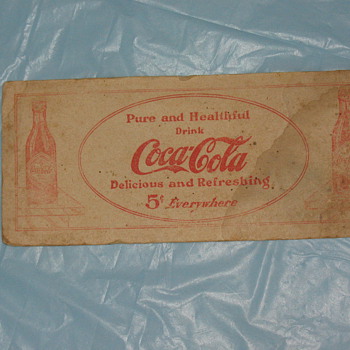 Pure and Healthful
Drink
Coca-Cola
Delicious and Refreshing
5¢ Everywhere